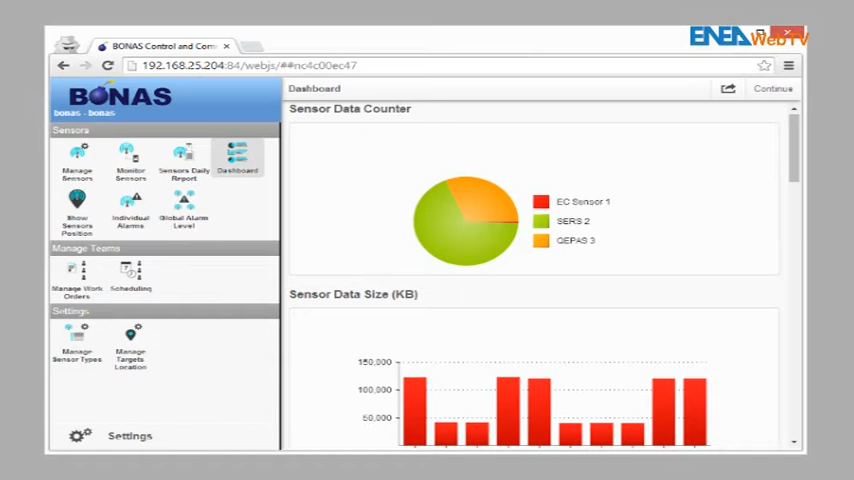 ENEA WebTV
BONAS Control and Com
192.168.25.204:84/webjs/##nc4c00ec47
BONAS
bonas - bonas
Dashboard
Continue
Sensors
Manage Sensors
Monitor Sensors
Sensors Daily Report
Dashboard
Show Sensors Position
Individual Alarms
Global Alarm Level
Manage Teams
Manage Work Orders
Scheduling
Settings
Manage Sensor Types
Manage Targets Location
Settings
Sensor Data Counter
EC Sensor 1
SERS 2
QEPAS 3
Sensor Data Size (KB)
150,000
100,000
50,000